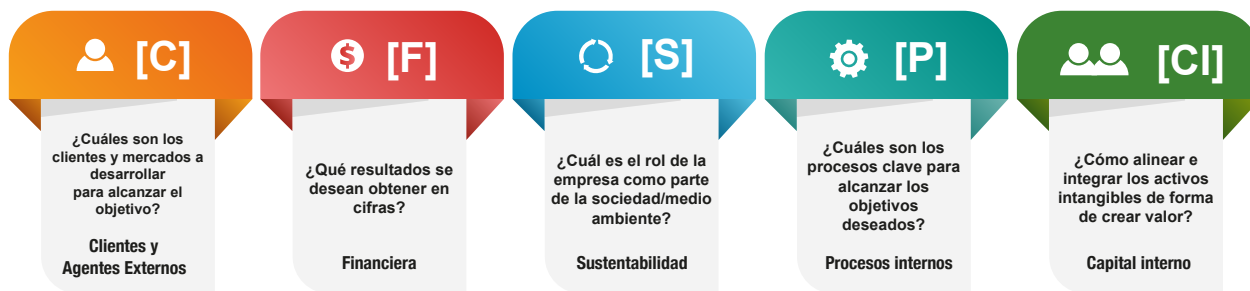 [C]
¿Cuáles son los
clientes y mercados a
desarrollar
para alcanzar el
objetivo?
Clientes y
Agentes Externos
$ [F]
¿Qué resultados se
desean obtener en
cifras?
Financiera
[S]
¿Cuál es el rol de la
empresa como parte
de la sociedad/medio
ambiente?
Sustentabilidad
[P]
¿Cuáles son los
procesos clave para
alcanzar los
objetivos
deseados?
Procesos internos
[CI]
¿Cómo alinear e
integrar los activos
intangibles de forma
de crear valor?
Capital interno